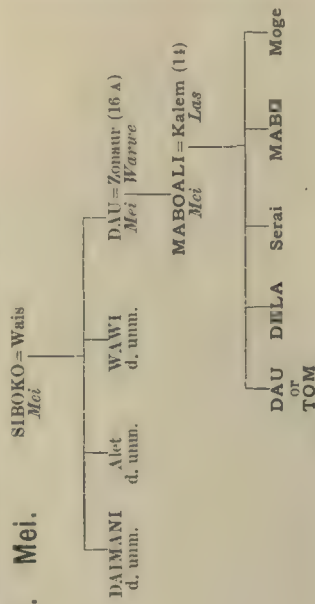 . Mei.
SIBOKO=Wais
Mei
DAIMANI Alet WAWI DAU=Zonaur (16 A)
d. unm. d. unm. d. unm. Mei Warwe
MABOALI=Kalem (14)
Mei Las
DAU Serai Moge
or
TOM